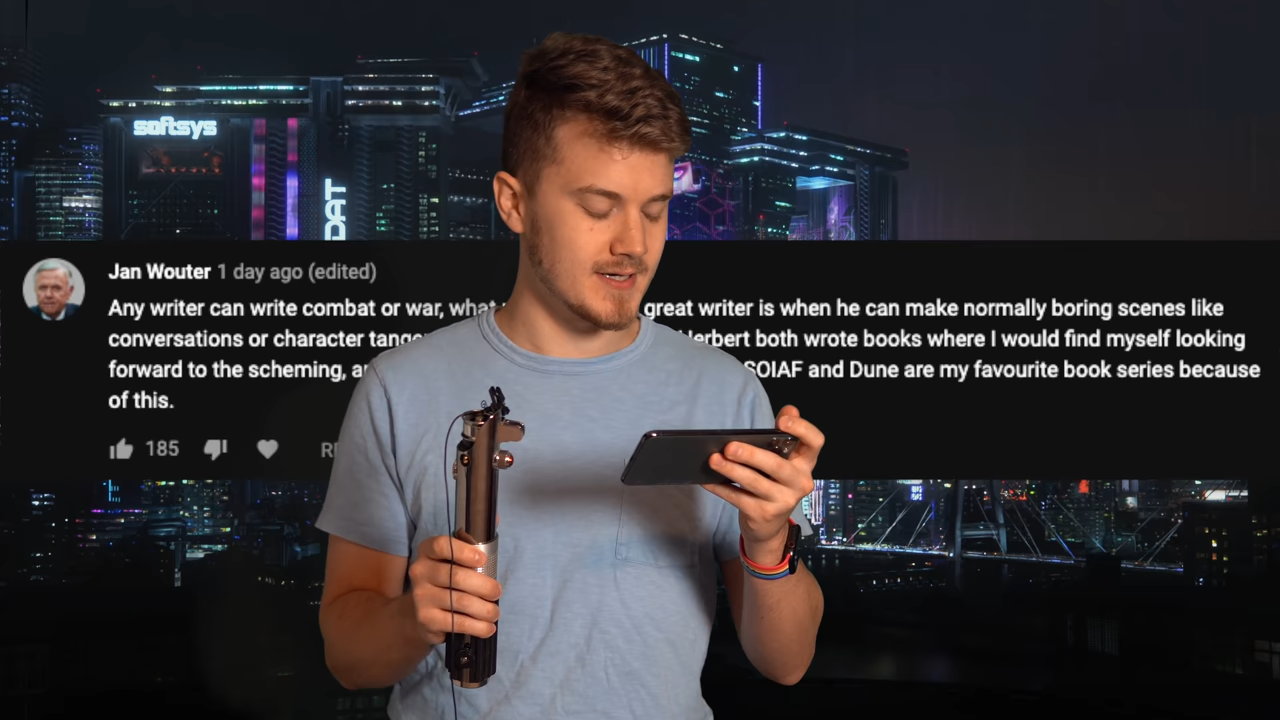 softsys
DAT
Jan Wouter 1 day ago (edited)
Any writer can write combat or war, what great writer is when he can make normally boring scenes like
conversations or character both wrote books where I would find myself looking
forward to the scheming, and Dune are my favourite book series because
of this.
185